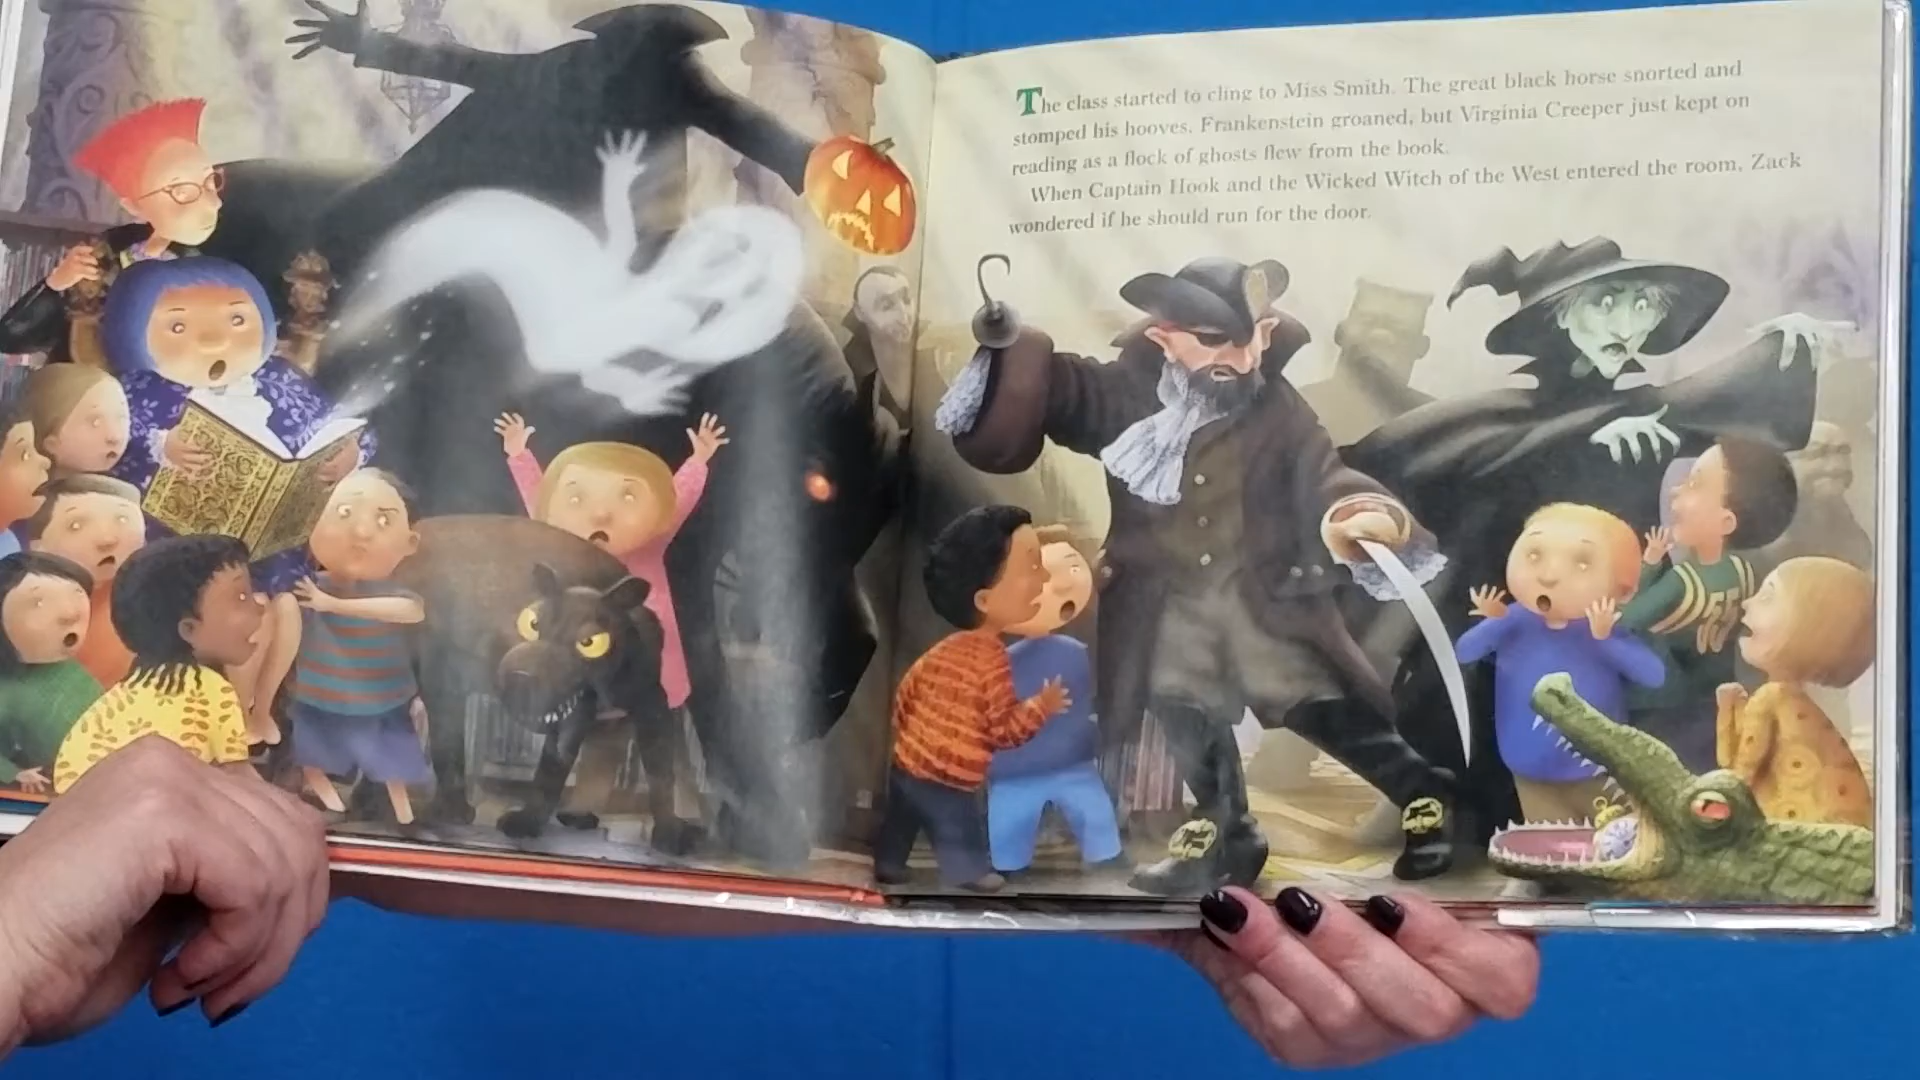 The class started to cling to Miss Smith. The great black horse snorted and
stomped his hooves. Frankenstein groaned, but Virginia Creeper just kept on
reading as a flock of ghosts flew from the book.
When Captain Hook and the Wicked Witch of the West entered the room, Zack
wondered if he should run for the door.
55